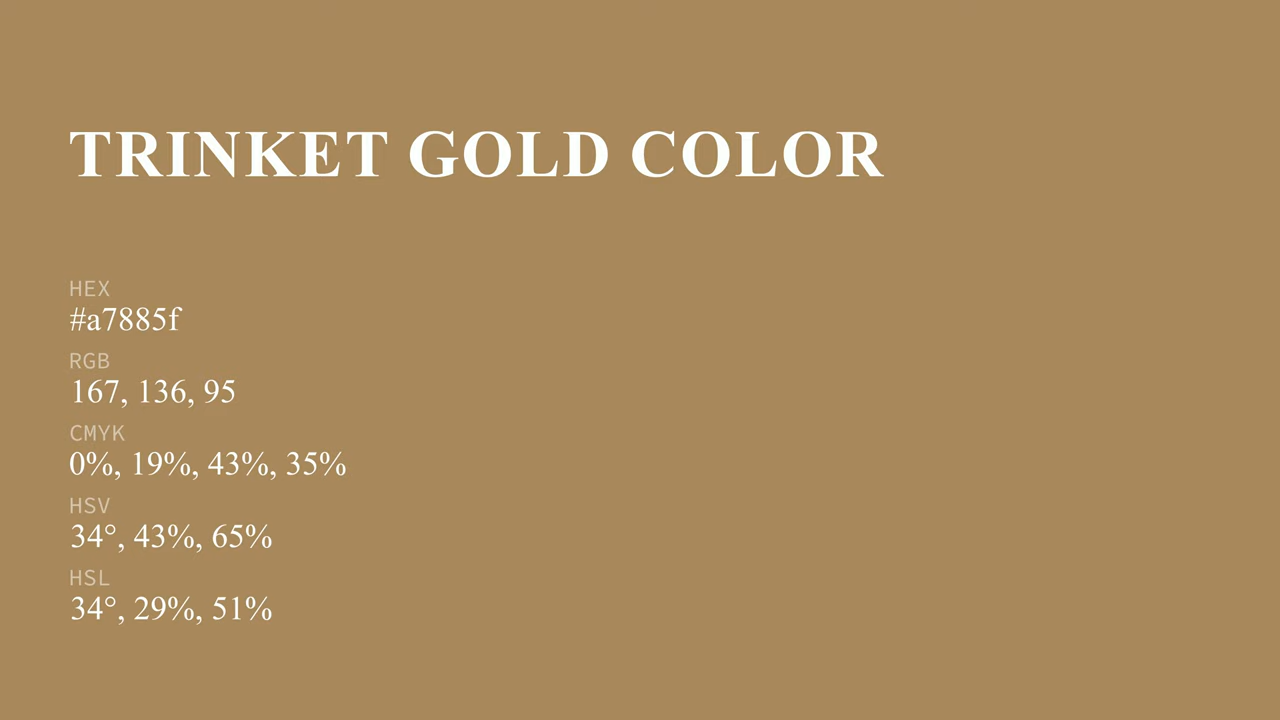 TRINKET GOLD COLOR
HEX
#a7885f
RGB
167, 136, 95
CMYK
0%, 19%, 43%, 35%
HSV
34°, 43%, 65%
HSL
34°, 29%, 51%